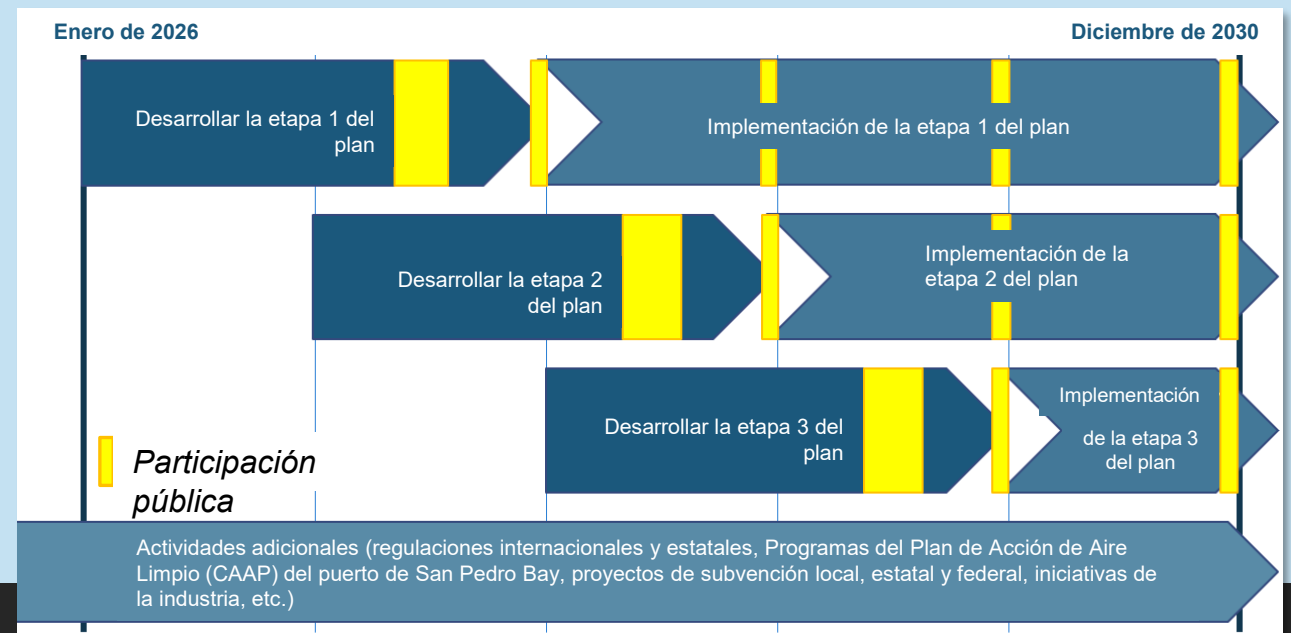 Enero de 2026
Diciembre de 2030
Desarrollar la etapa 1 del
plan
Implementación de la etapa 1 del plan
Desarrollar la etapa 2
del plan
Implementación de la
etapa 2 del plan
Desarrollar la etapa 3 del
plan
Implementación
de la etapa 3
del plan
Participación
pública
Actividades adicionales (regulaciones internacionales y estatales, Programas del Plan de Acción de Aire
Limpio (CAAP) del puerto de San Pedro Bay, proyectos de subvención local, estatal y federal, iniciativas de
la industria, etc.)